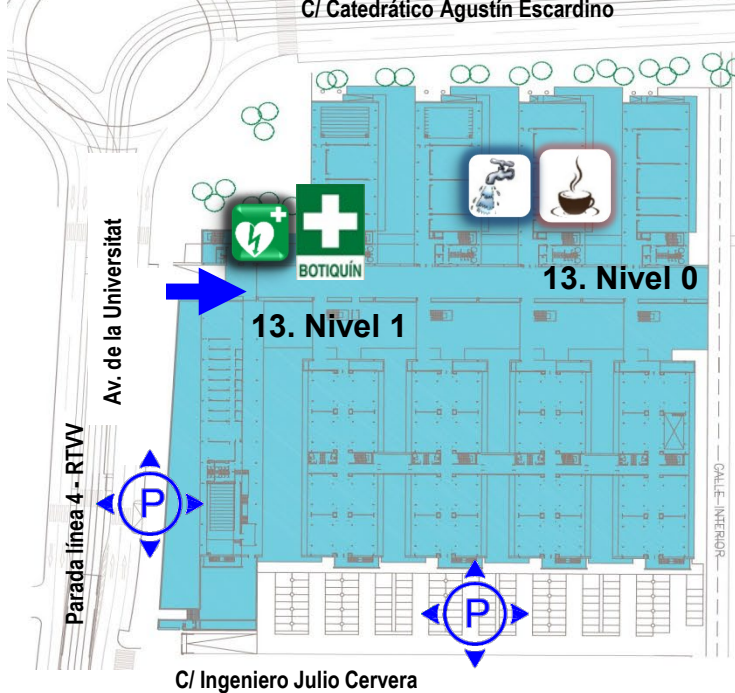 C/ Catedrático Agustín Escardino
BOTIQUÍN
13. Nivel 0
13. Nivel 1
Av. de la Universitat
Parada línea 4 - RTVV
P
P
CALLE INTERIOR
C/ Ingeniero Julio Cervera